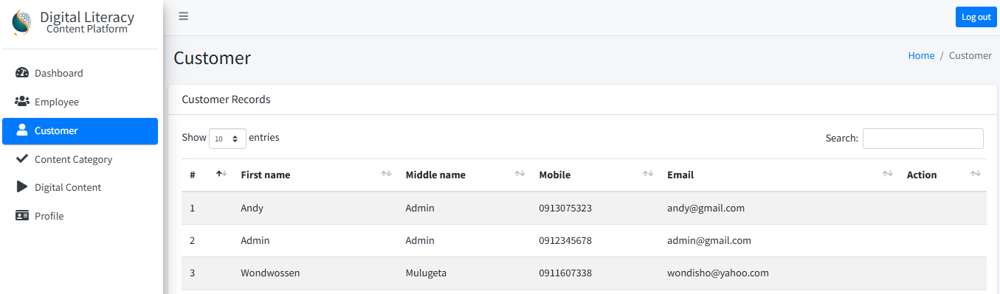 Digital Literacy
Content Platform
Log out
Customer
Home / Customer
Dashboard
Employee
Customer
Content Category
Digital Content
Profile
Customer Records
Show 10 entries
Search:
# First name Middle name Mobile Email Action
1 Andy Admin 0913075323 andy@gmail.com
2 Admin Admin 0912345678 admin@gmail.com
3 Wondwossen Mulugeta 0911607338 wondisho@yahoo.com